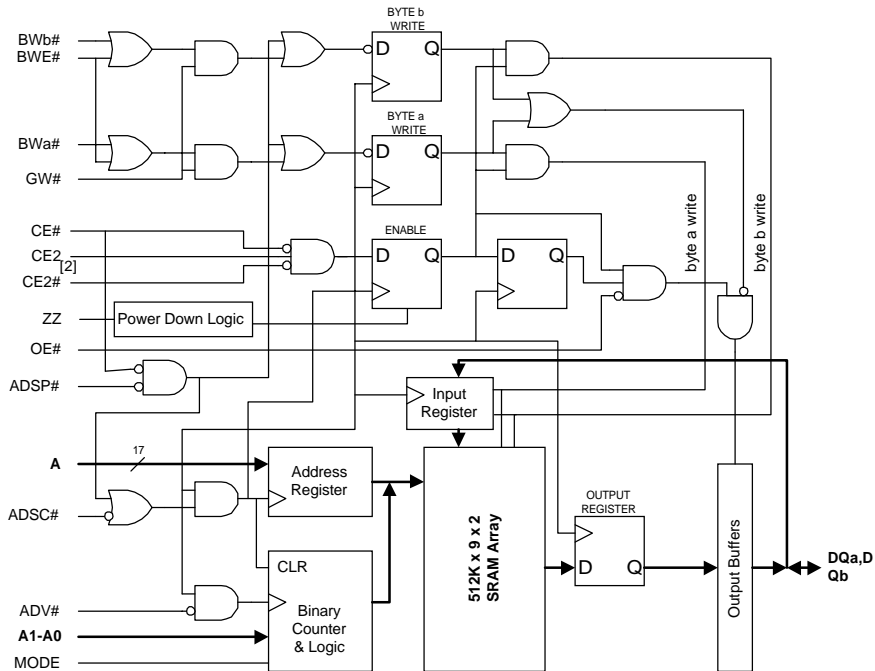 BYTE b
WRITE
BWb#
BWE#
D Q
BYTE a
WRITE
BWa#
D Q
GW#
byte a write
byte b write
CE#
ENABLE
CE2
D Q
D Q
[2]
CE2#
ZZ
Power Down Logic
OE#
ADSP#
Input
Register
17
A
Address
Register
OUTPUT
REGISTER
ADSC#
512K x 9 x 2
SRAM Array
D Q
Output Buffers
DQa,D
Qb
CLR
ADV#
Binary
Counter
& Logic
A1-A0
MODE